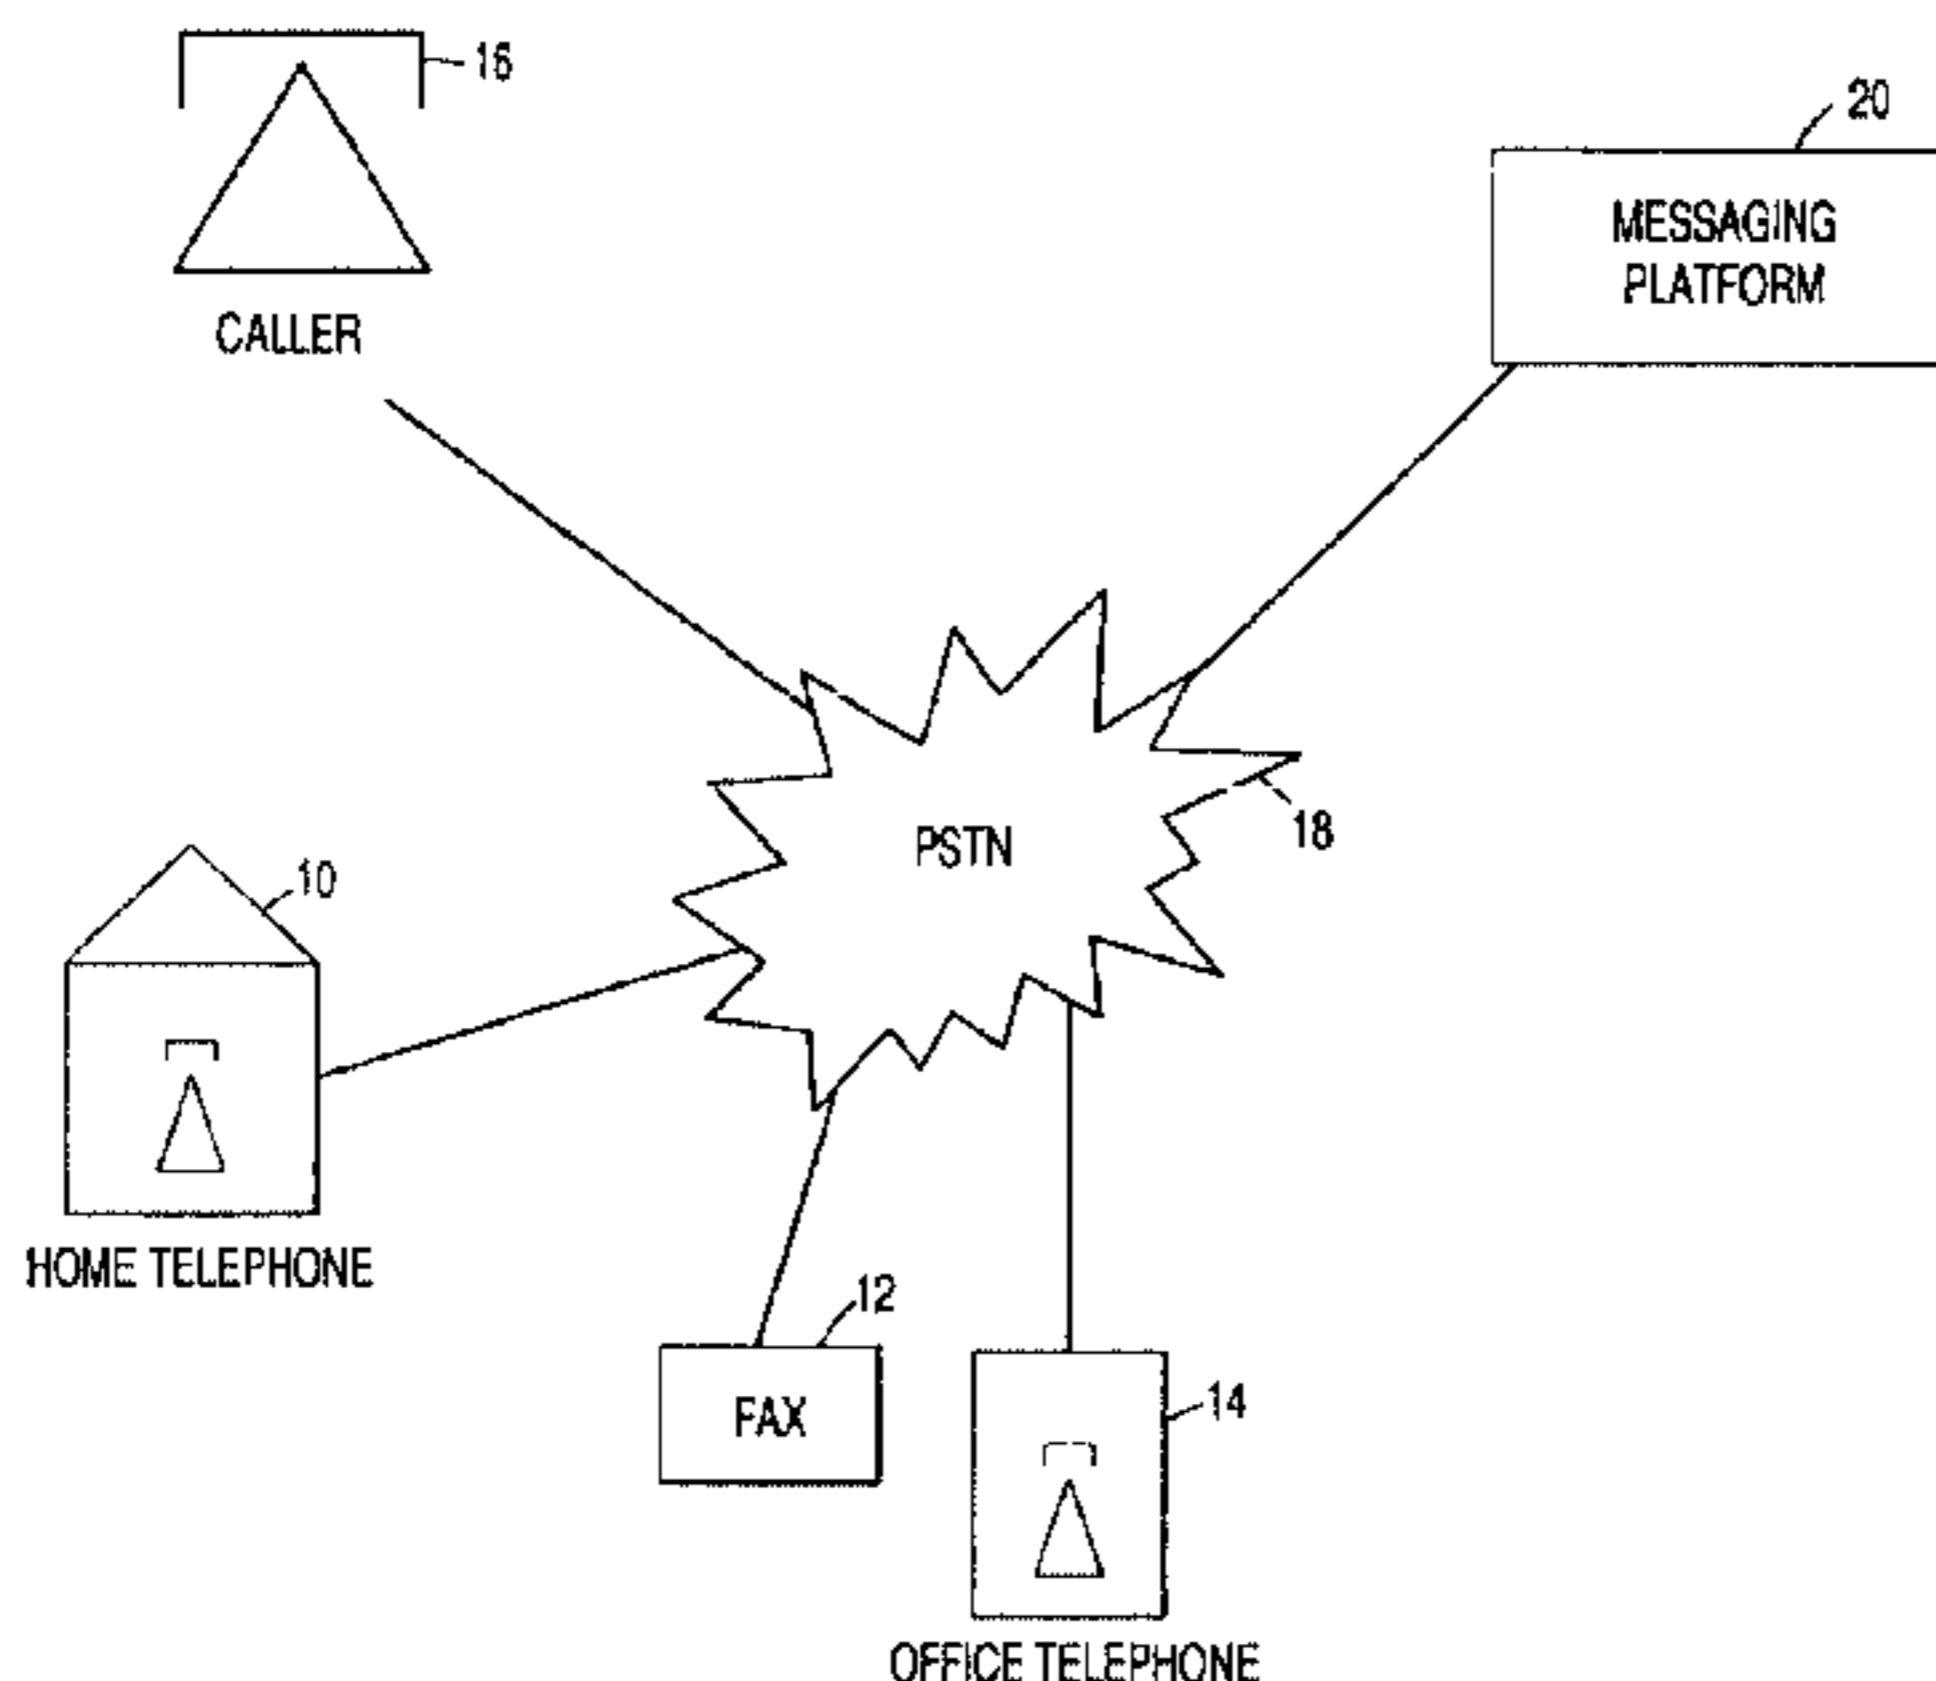 16
20
MESSAGING
PLATFORM
CALLER
PSTN
18
10
HOME TELEPHONE
12
FAX
14
OFFICE TELEPHONE